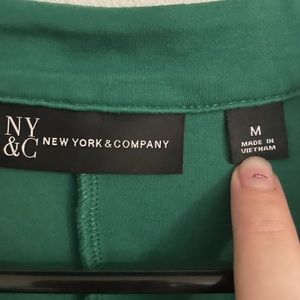 NY
&C NEW YORK & COMPANY
M
MADE IN
VIETNAM